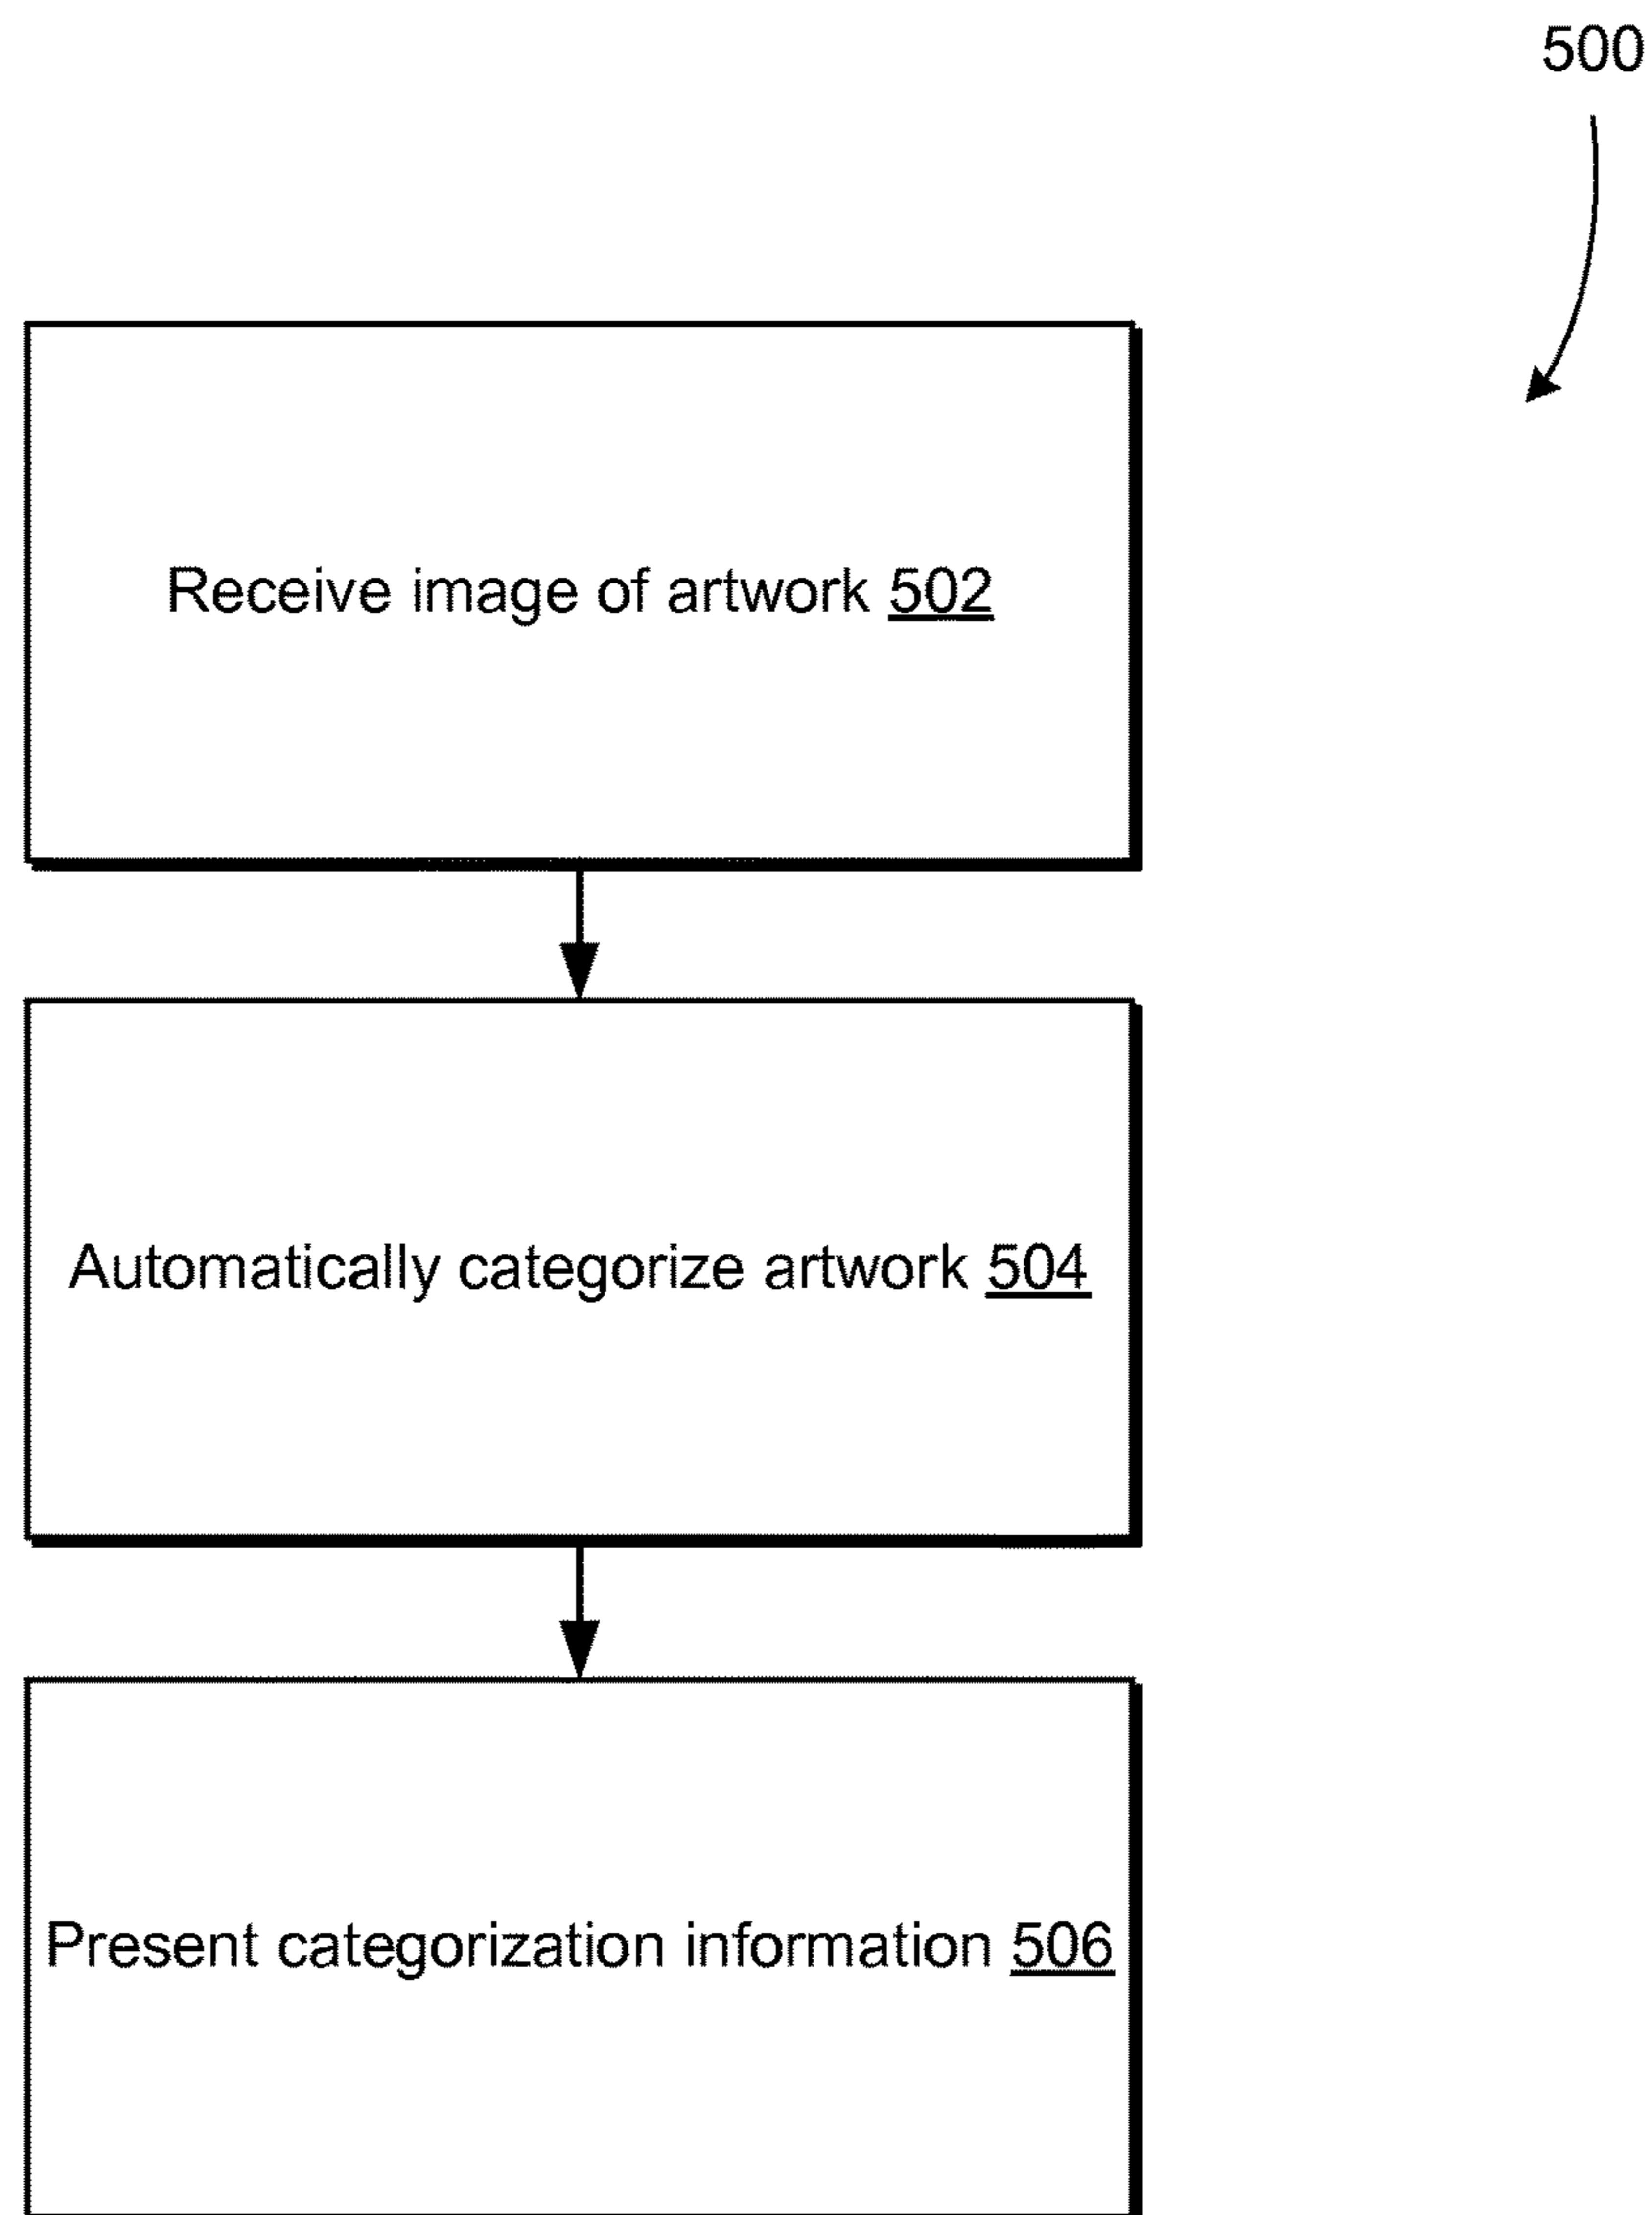 500
Receive image of artwork 502
Automatically categorize artwork 504
Present categorization information 506